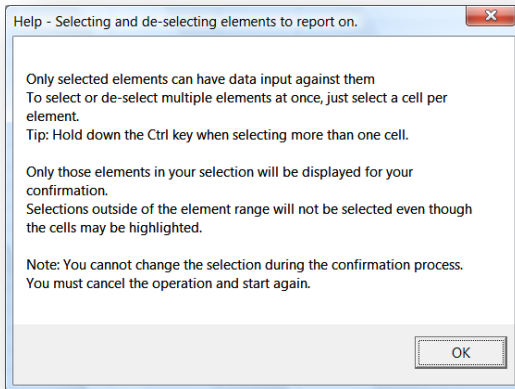 Help - Selecting and de-selecting elements to report on.
Only selected elements can have data input against them
To select or de-select multiple elements at once, just select a cell per
element.
Tip: Hold down the Ctrl key when selecting more than one cell.
Only those elements in your selection will be displayed for your
confirmation.
Selections outside of the element range will not be selected even though
the cells may be highlighted.
Note: You cannot change the selection during the confirmation process.
You must cancel the operation and start again.
OK